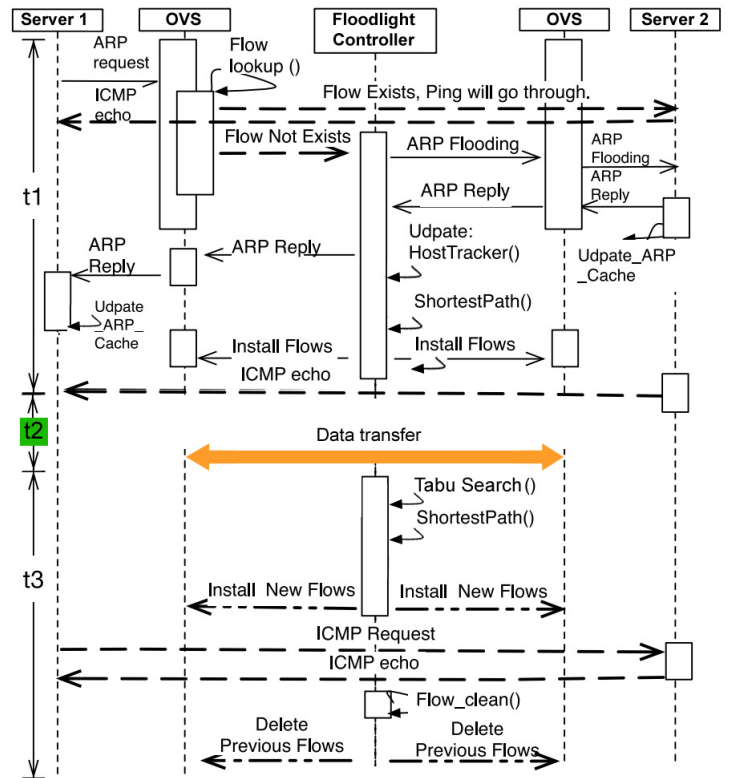 Server 1
OVS
Floodlight
Controller
OVS
Server 2
ARP
request
Flow
lookup ()
ICMP
echo
Flow Exists, Ping will go through.
Flow Not Exists
ARP Flooding
ARP
Flooding
ARP
Reply
ARP Reply
t1
Udpate:
HostTracker()
Udpate_ARP
_Cache
ARP
Reply
ARP Reply
ShortestPath()
Udpate
_ARP_
Cache
Install Flows
Install Flows
ICMP echo
t2
Data transfer
Tabu Search()
ShortestPath()
t3
Install New Flows
Install New Flows
ICMP Request
ICMP echo
Flow_clean()
Delete
Previous Flows
Delete
Previous Flows